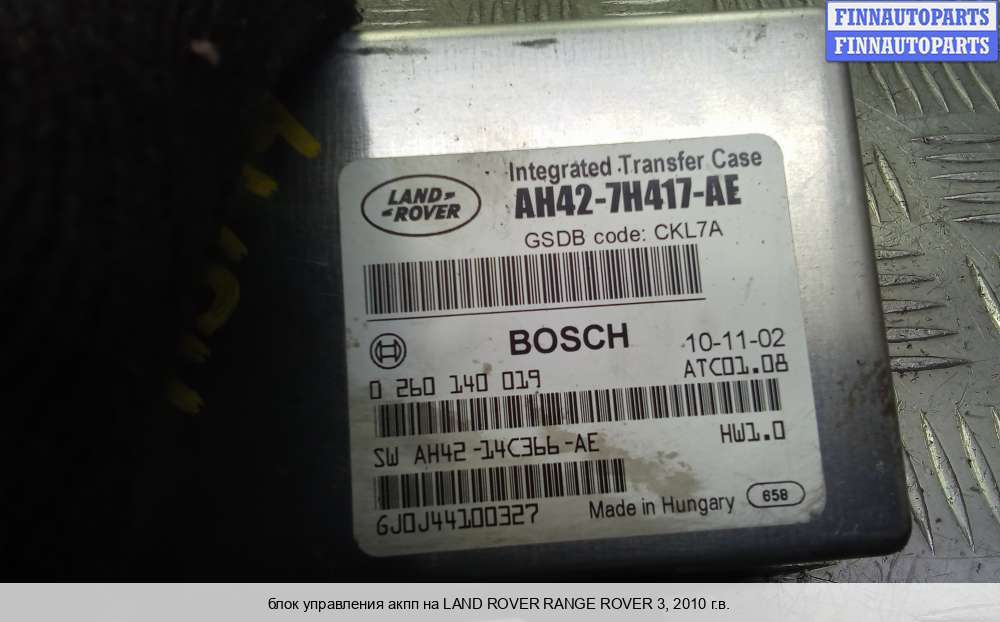 FINNAUTOPARTS
FINNAUTOPARTS
LAND ROVER
Integrated Transfer Case
AH42-7H417-AE
GSDB code: CKL7A
BOSCH
10-11-02
0 260 140 019
ATC01.08
SW AH42-14C366-AE
HW1.0
6J0J44100327
Made in Hungary
658
блок управления акпп на LAND ROVER RANGE ROVER 3, 2010 г.в.